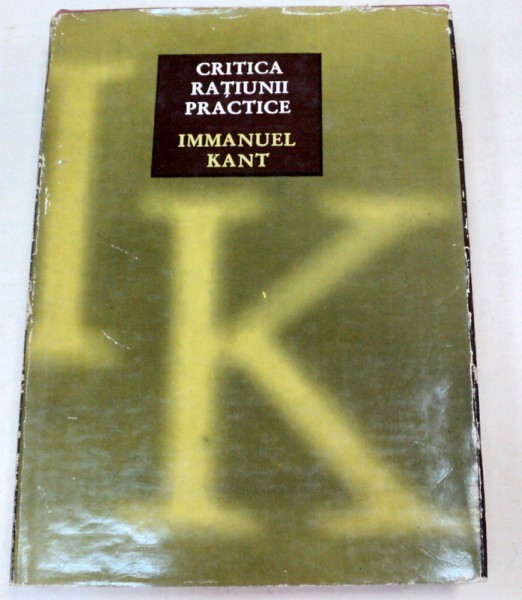 CRITICA
RAȚIUNII
PRACTICE
IMMANUEL
KANT
I K